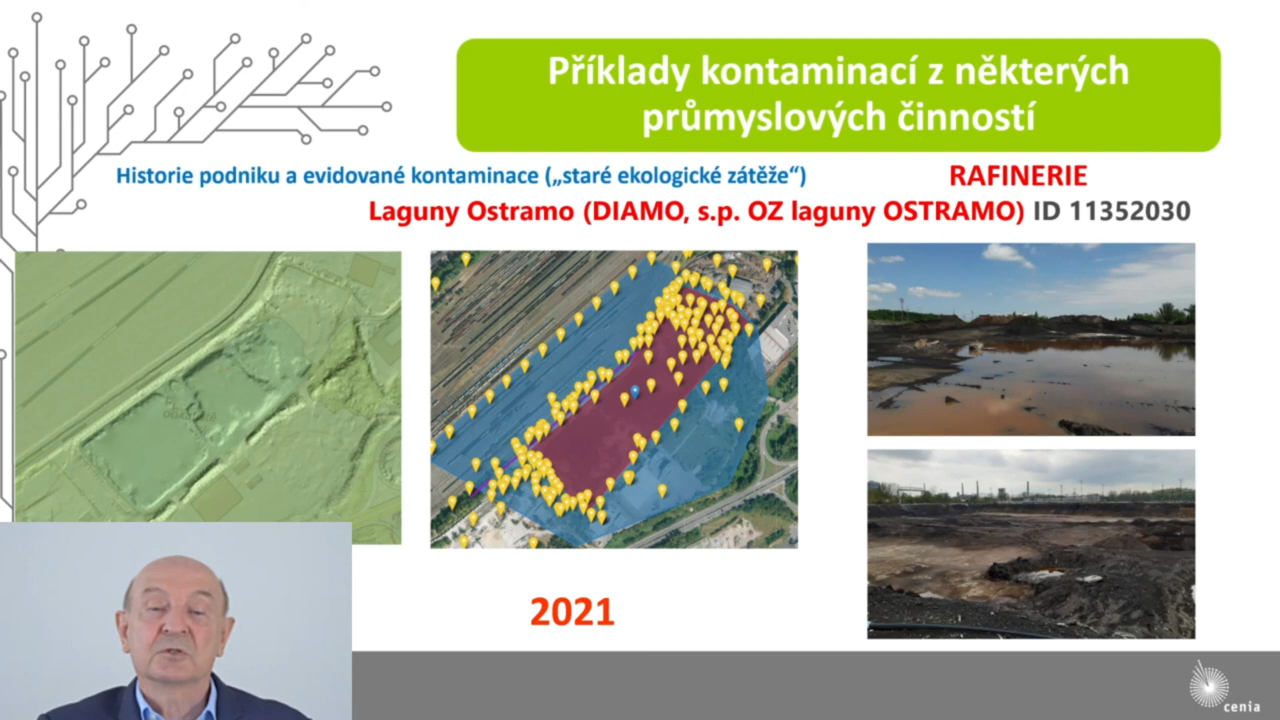 Příklady kontaminací z některých
průmyslových činností
Historie podniku a evidované kontaminace („staré ekologické zátěže“)
RAFINERIE
Laguny Ostramo (DIAMO, s.p. OZ laguny OSTRAMO) ID 11352030
2021
cenia